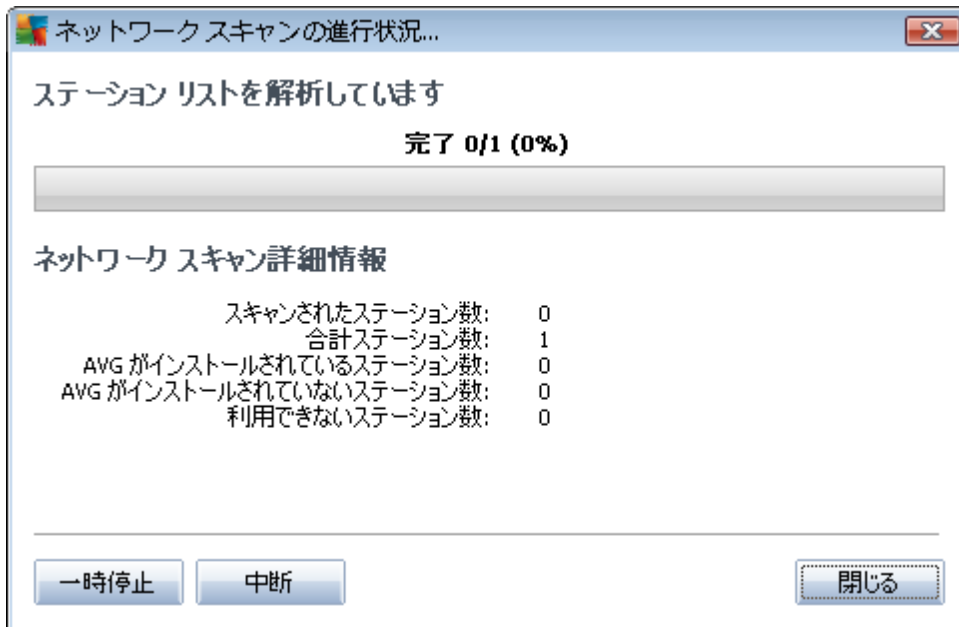 ネットワーク スキャンの進行状況...
ステーション リストを解析しています
完了 0/1 (0%)
ネットワーク スキャン詳細情報
スキャンされたステーション数: 0
合計ステーション数: 1
AVG がインストールされているステーション数: 0
AVG がインストールされていないステーション数: 0
利用できないステーション数: 0
一時停止 中断 閉じる